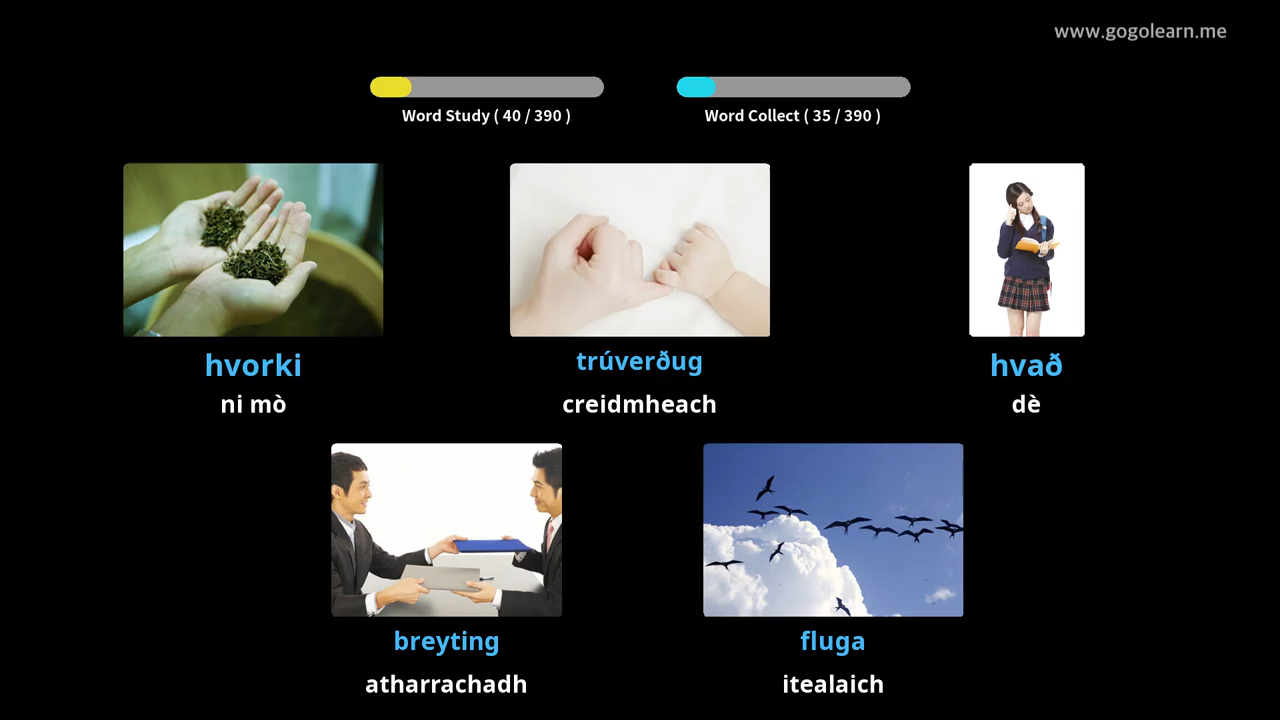 www.gogolearn.me
Word Study ( 40 / 390 )
Word Collect ( 35 / 390 )
hvorki
ni mò
trúverðug
creidmheach
hvað
dè
breyting
atharrachadh
fluga
itealaich